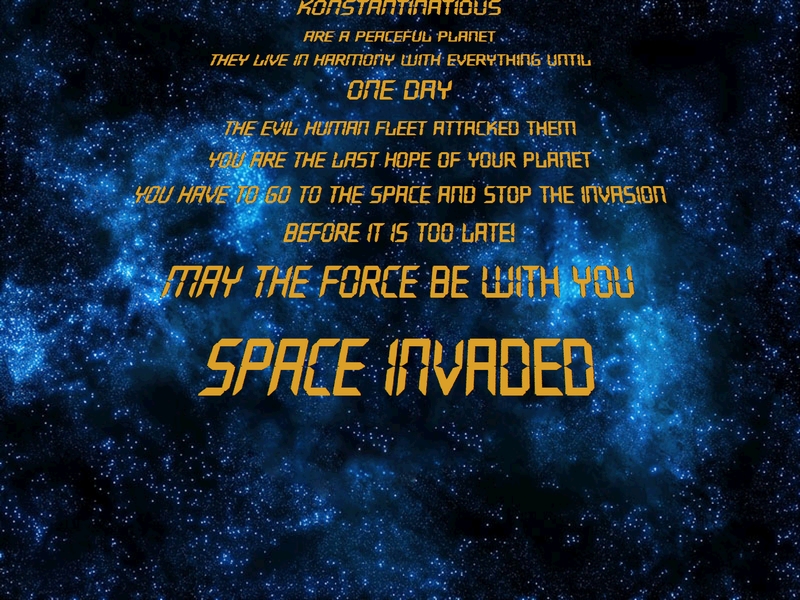 KONSTANTINATIOUS
ARE A PEACEFUL PLANET
THEY LIVE IN HARMONY WITH EVERYTHING UNTIL
ONE DAY
THE EVIL HUMAN FLEET ATTACKED THEM
YOU ARE THE LAST HOPE OF YOUR PLANET
YOU HAVE TO GO TO THE SPACE AND STOP THE INVASION
BEFORE IT IS TOO LATE!
MAY THE FORCE BE WITH YOU
SPACE INVADED